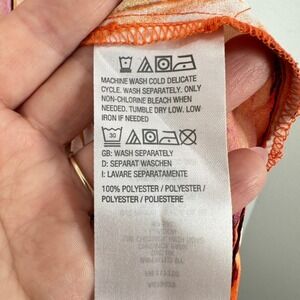 MACHINE WASH COLD DELICATE
CYCLE. WASH SEPARATELY. ONLY
NON-CHLORINE BLEACH WHEN
NEEDED. TUMBLE DRY LOW. LOW
IRON IF NEEDED
30
GB: WASH SEPARATELY
D: SEPARAT WASCHEN
I: LAVARE SEPARATAMENTE
100% POLYESTER / POLYESTER /
POLYESTER / POLIESTERE